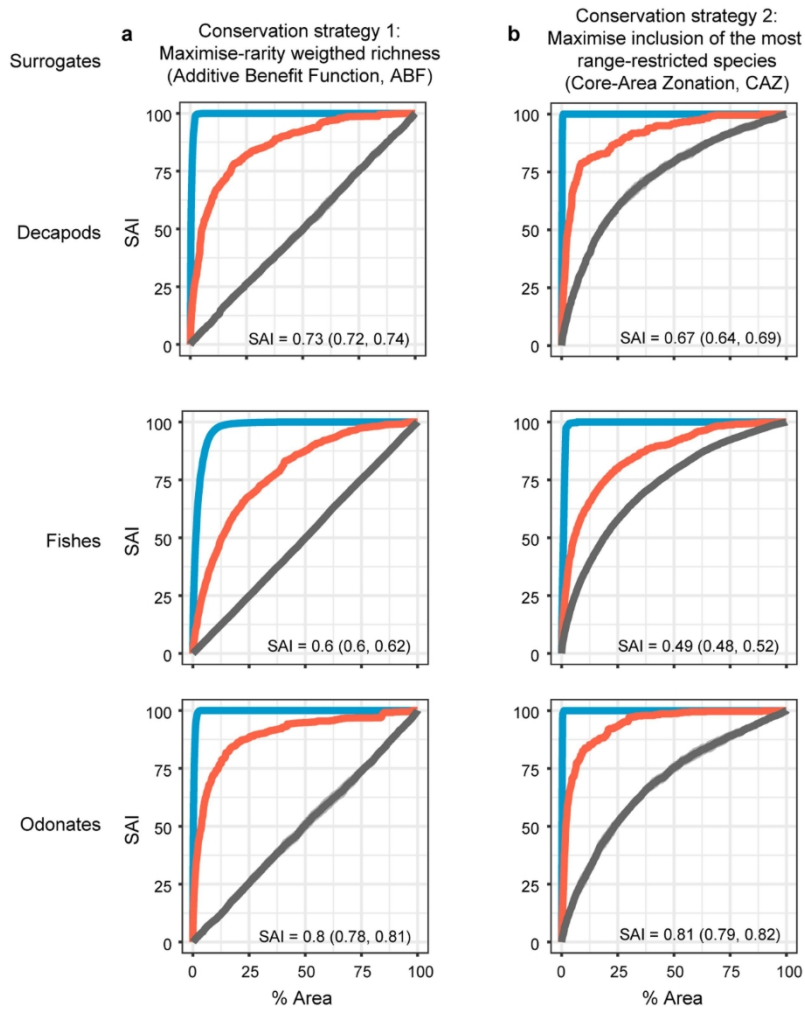 Surrogates
a
Conservation strategy 1:
Maximise-rarity weigthed richness
(Additive Benefit Function, ABF)
b
Conservation strategy 2:
Maximise inclusion of the most
range-restricted species
(Core-Area Zonation, CAZ)
Decapods
SAI
100
75
50
25
0
SAI = 0.73 (0.72, 0.74)
SAI
100
75
50
25
0
SAI = 0.67 (0.64, 0.69)
Fishes
SAI
100
75
50
25
0
SAI = 0.6 (0.6, 0.62)
SAI
100
75
50
25
0
SAI = 0.49 (0.48, 0.52)
Odonates
SAI
100
75
50
25
0
SAI = 0.8 (0.78, 0.81)
0 25 50 75 100
% Area
SAI
100
75
50
25
0
SAI = 0.81 (0.79, 0.82)
0 25 50 75 100
% Area